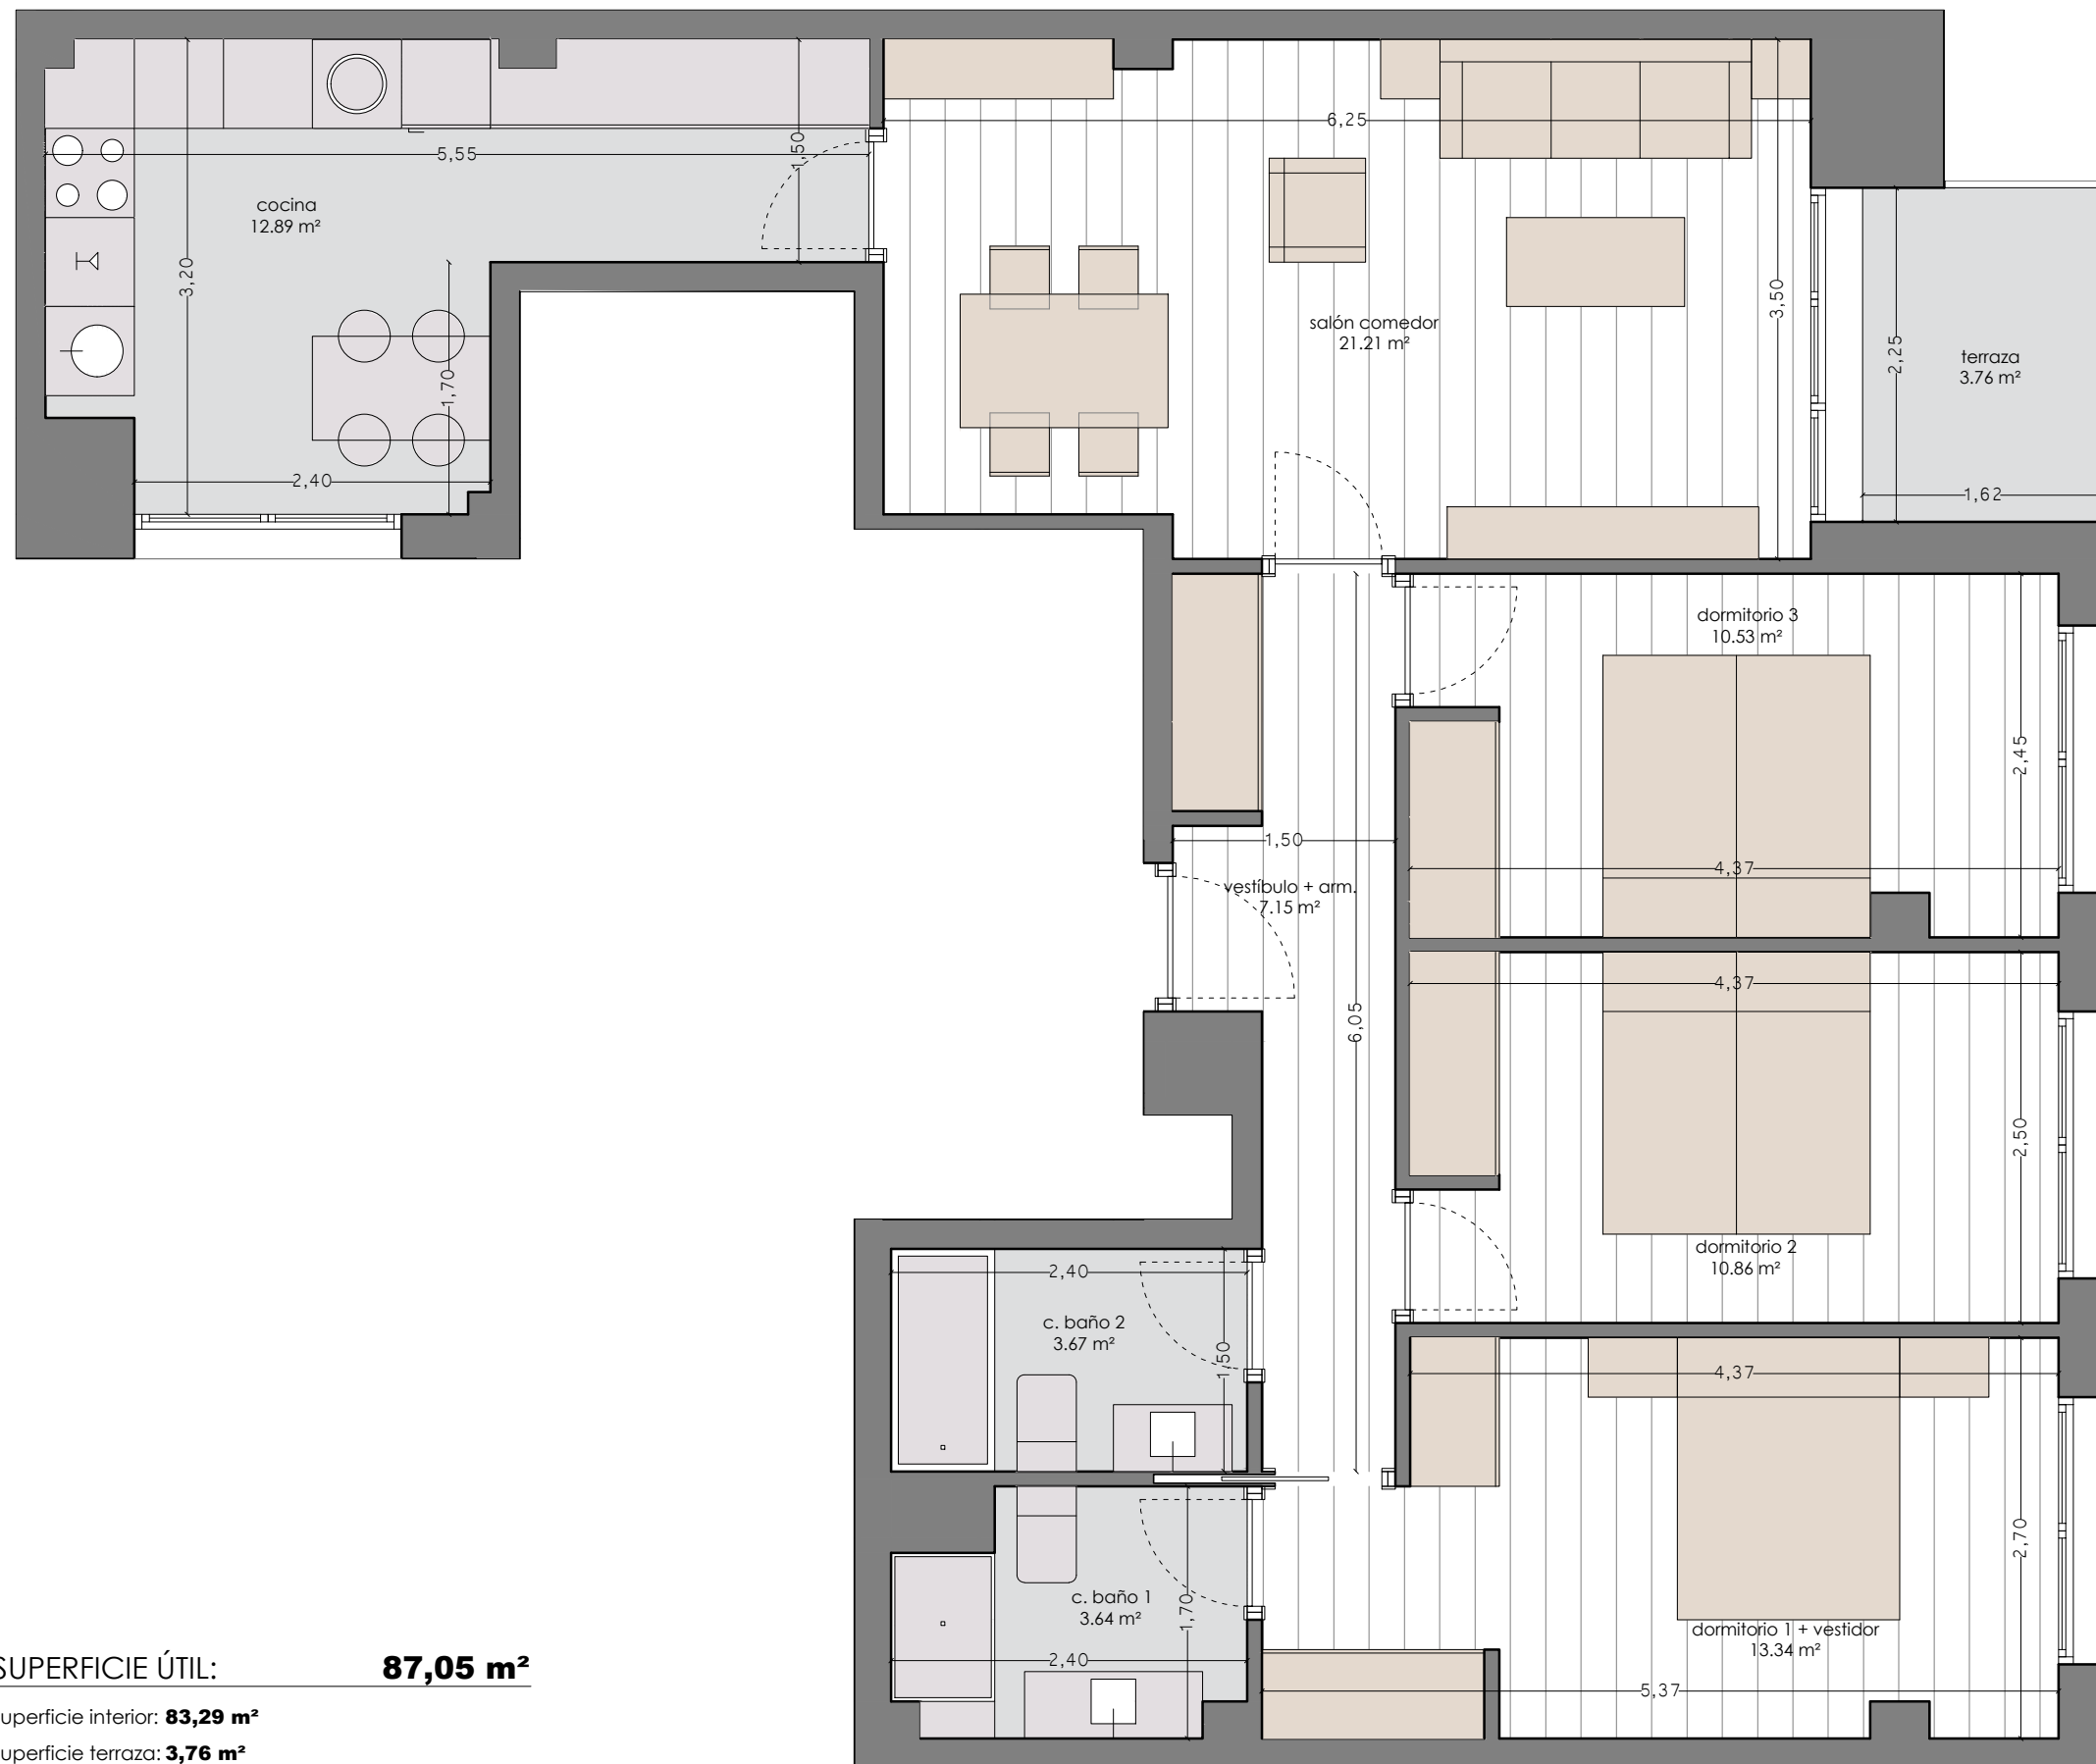 6,25
5,55
1,50
cocina
12.89 m²
3,20
salón comedor
21.21 m²
3,50
2,25
terraza
3.76 m²
1,70
2,40
1,62
dormitorio 3
10.53 m²
2,45
1,50
4,37
vestíbulo + arm.
7.15 m²
4,37
6,05
2,50
dormitorio 2
10.86 m²
2,40
c. baño 2
3.67 m²
1,50
4,37
2,70
c. baño 1
3.64 m²
1,70
dormitorio 1 + vestidor
13.34 m²
2,40
5,37
SUPERFICIE ÚTIL: 87,05 m²
uperficie interior: 83,29 m²
uperficie terraza: 3,76 m²